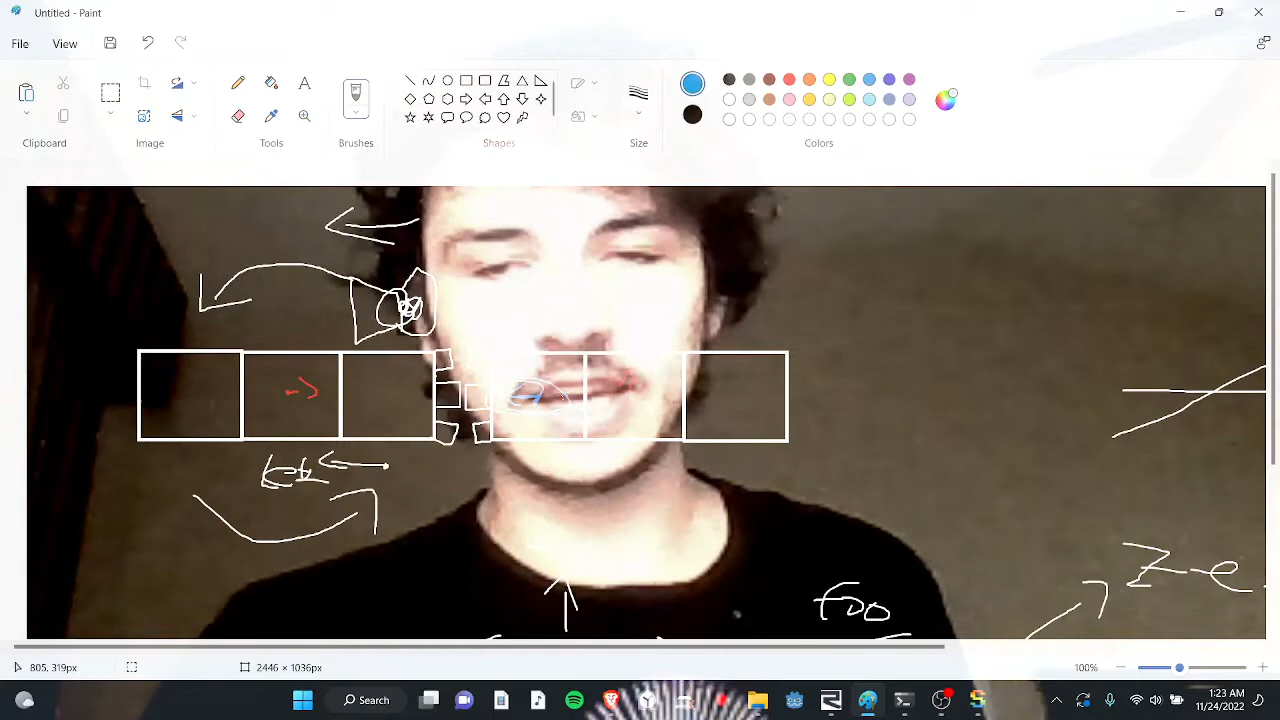 Untitled - Paint
File
View
Clipboard
Image
Tools
Brushes
Shapes
Size
Colors
foo
805, 319px
2446 × 1036px
100%
Search
1:23 AM
11/24/2022